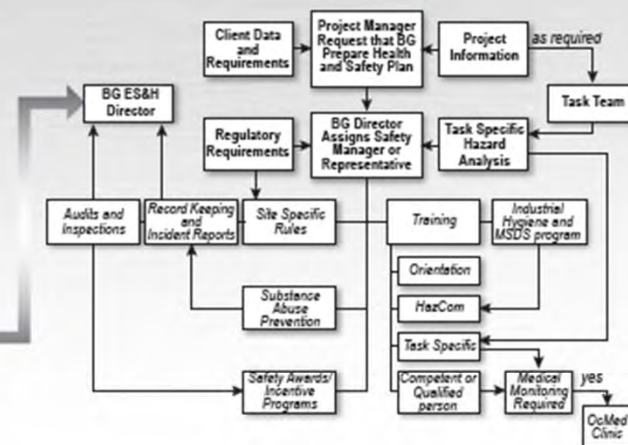 Client Data
and
Requirements
Project Manager
Request that BG
Prepare Health
and Safety Plan
Project
Information
as required
BG ES&H
Director
Task Team
Regulatory
Requirements
BG Director
Assigns Safety
Manager or
Representative
Task Specific
Hazard
Analysis
Audits and
Inspections
Record Keeping
and
Incident Reports
Site Specific
Rules
Training
Industrial
Hygiene and
MSDS program
Orientation
Substance
Abuse
Prevention
HazCom
Task Specific
Safety Awards/
Incentive
Programs
Competent or
Qualified
person
Medical
Monitoring
Required
yes
OcMed
Clinic